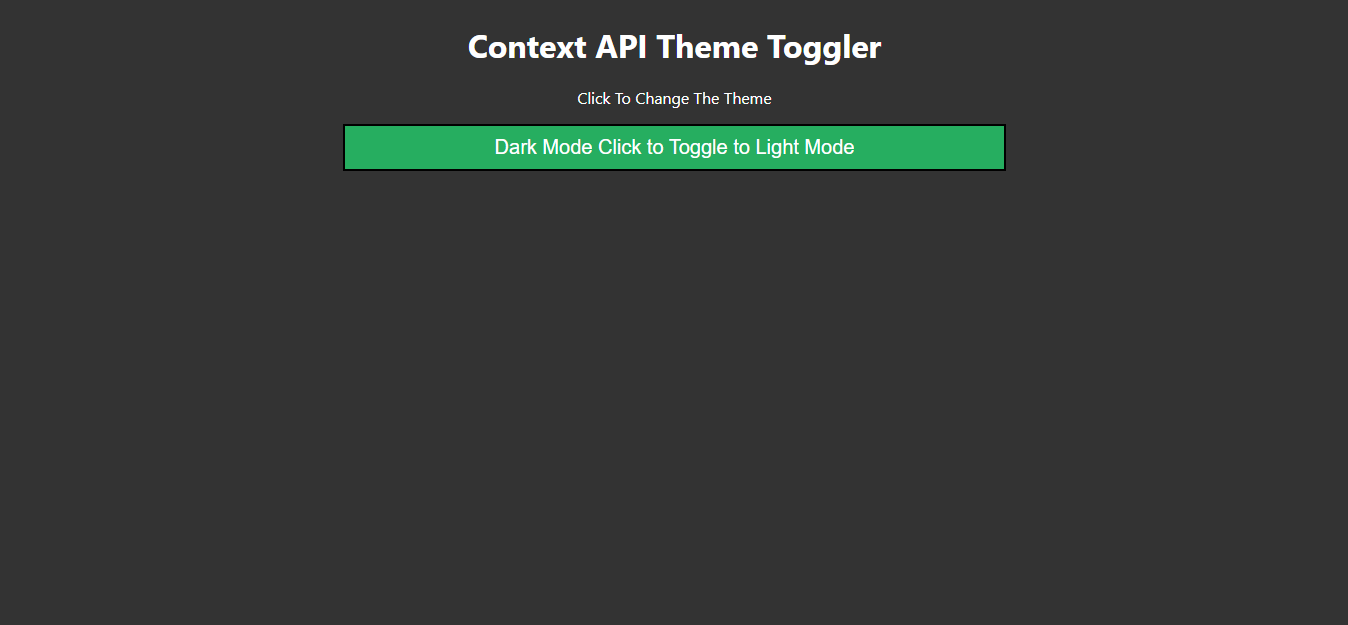 Context API Theme Toggler
Click To Change The Theme
Dark Mode Click to Toggle to Light Mode